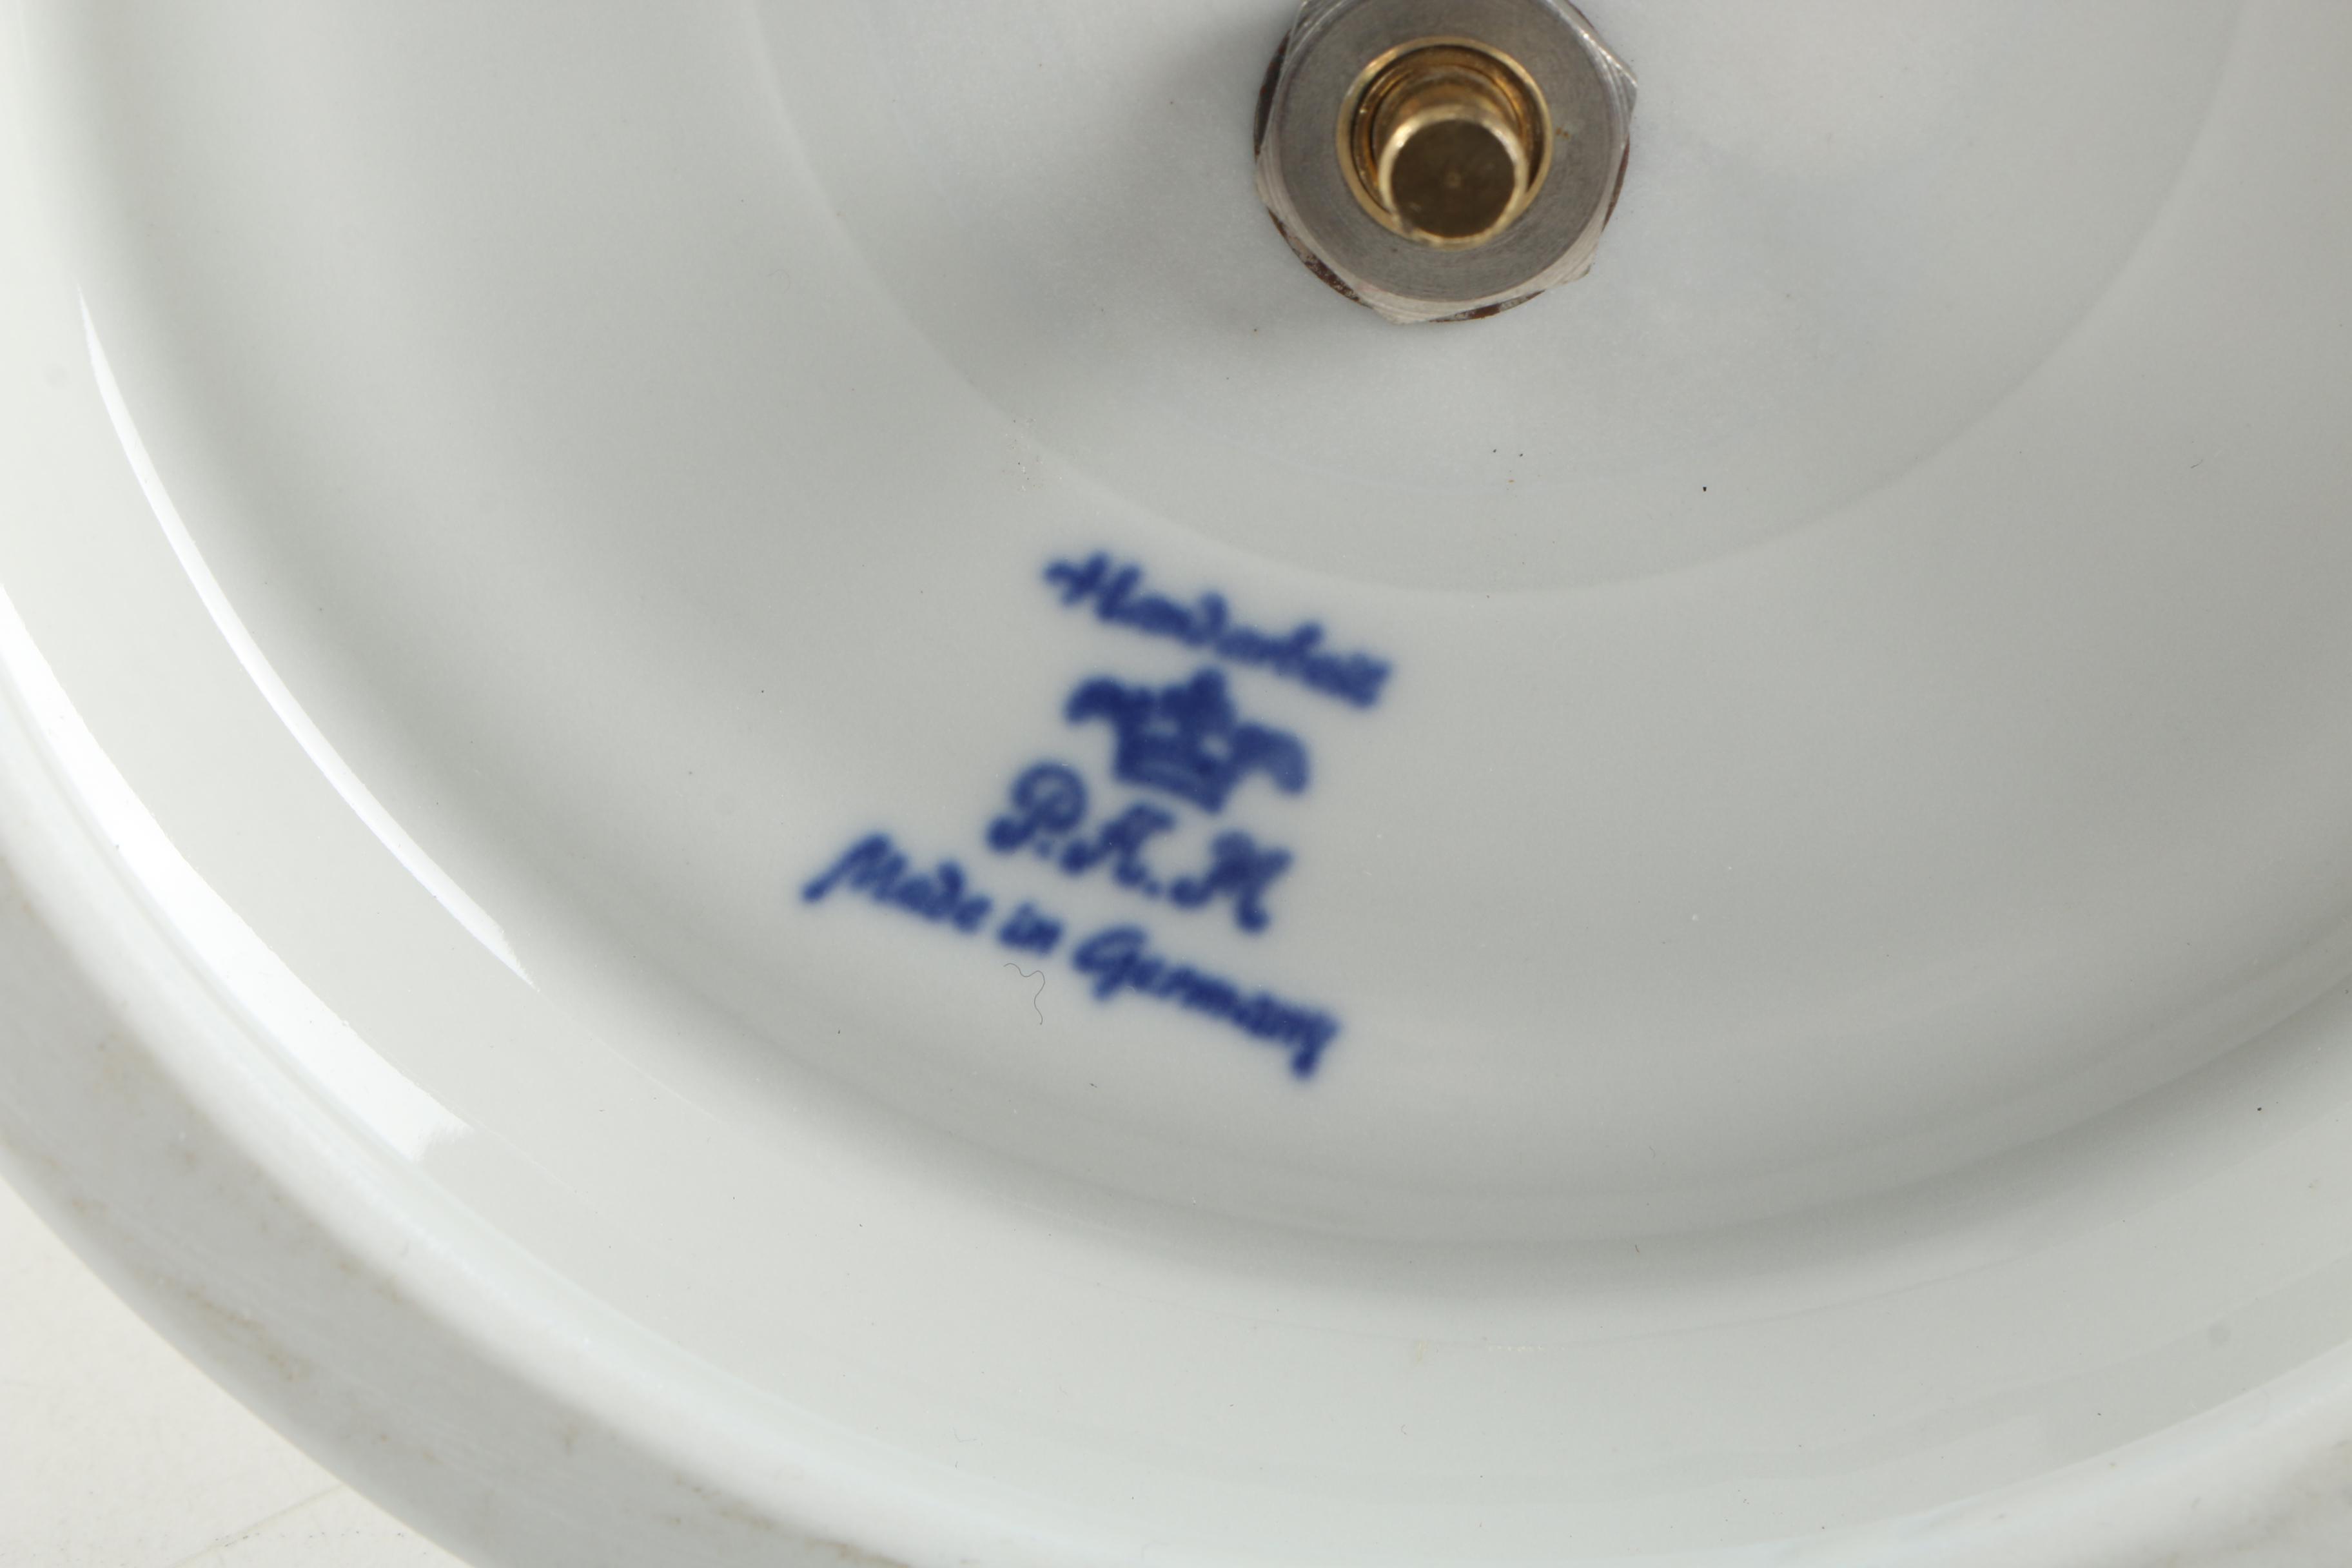 Handarbeit
P.K.H
Made in Germany